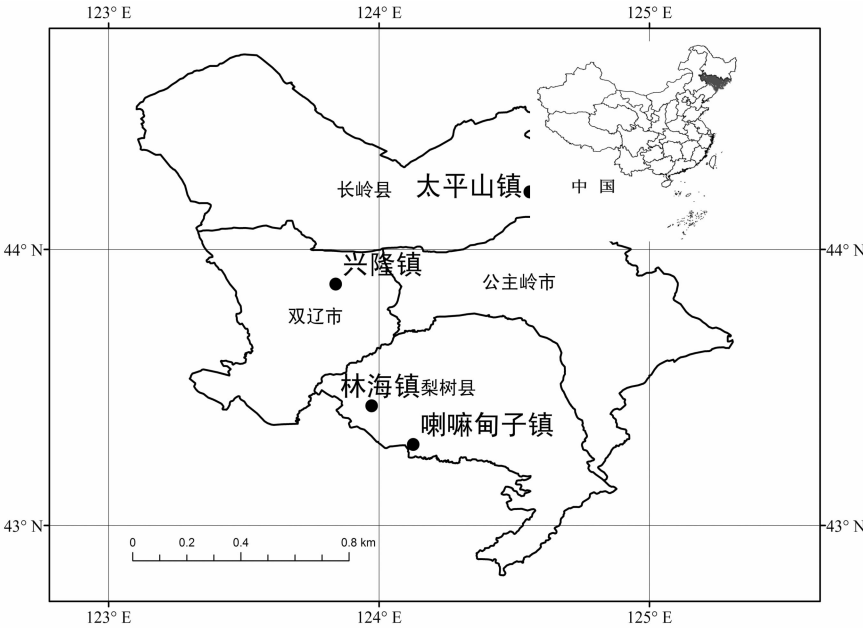 123° E
124° E
125° E
长岭县
太平山镇
中 国
44° N
44° N
兴隆镇
公主岭市
双辽市
林海镇
梨树县
喇嘛甸子镇
43° N
43° N
0
0.2
0.4
0.8 km
123° E
124° E
125° E